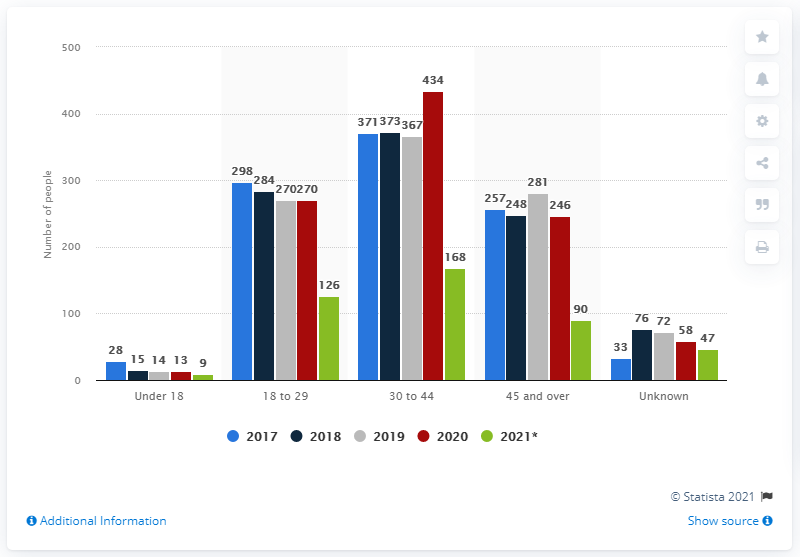 500
400
300
200
100
0
Number of people
28 15 14 13 9
298 284 270 270 126
371 373 367 434 168
257 248 281 246 90
33 76 72 58 47
Under 18 18 to 29 30 to 44 45 and over Unknown
2017 2018 2019 2020 2021*
© Statista 2021
Additional Information Show source